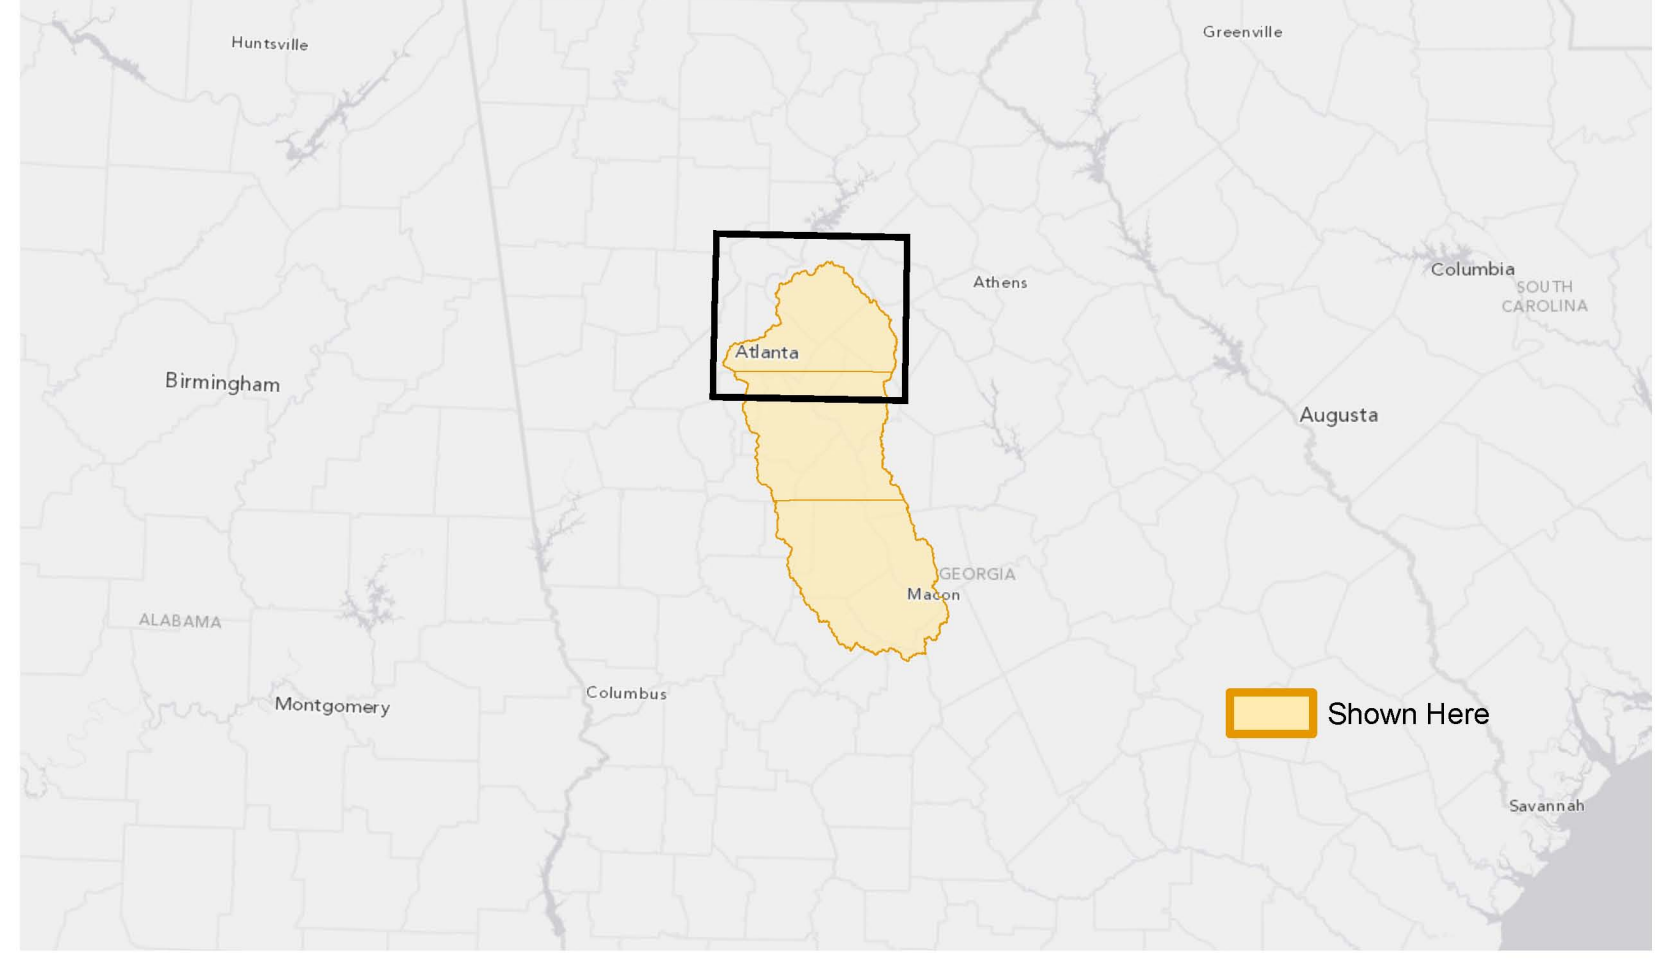 Greenville
Huntsville
Columbia
SOUTH
CAROLINA
Athens
Atlanta
Birmingham
Augusta
GEORGIA
Macon
ALABAMA
Columbus
Montgomery
Shown Here
Savannah